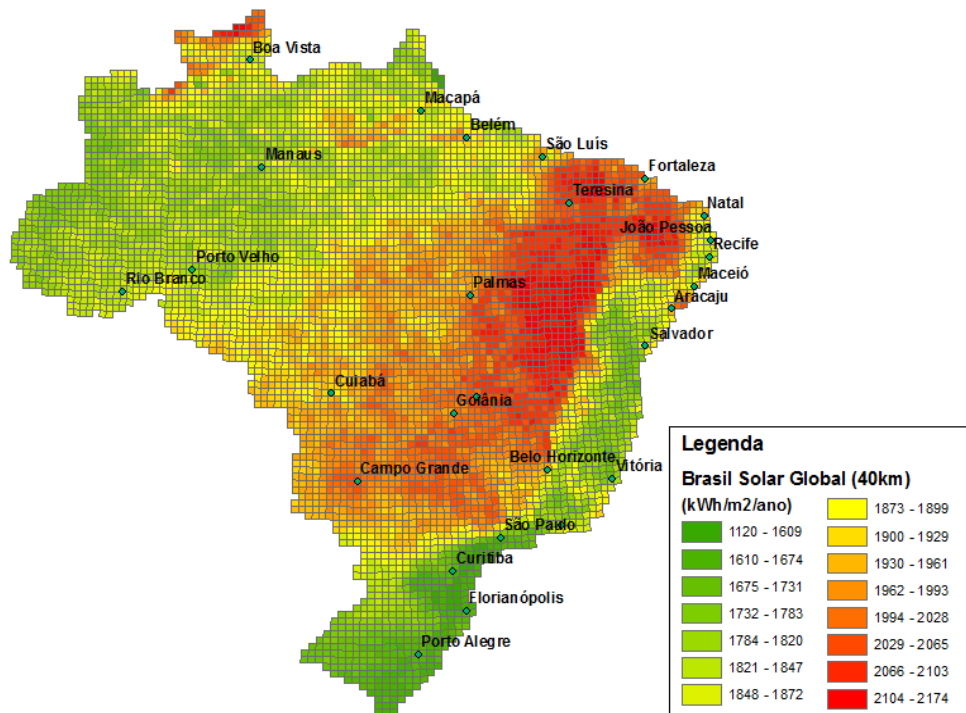 Boa Vista
Macapá
Belém
São Luís
Manaus
Fortaleza
Teresina
Natal
João Pessoa
Recife
Porto Velho
Maceió
Rio Branco
Palmas
Aracaju
Salvador
Cuiabá
Goiânia
Belo Horizonte
Campo Grande
Vitória
São Paulo
Curitiba
Florianópolis
Porto Alegre
Legenda
Brasil Solar Global (40km)
(kWh/m2/ano)
1120 - 1609
1610 - 1674
1675 - 1731
1732 - 1783
1784 - 1820
1821 - 1847
1848 - 1872
1873 - 1899
1900 - 1929
1930 - 1961
1962 - 1993
1994 - 2028
2029 - 2065
2066 - 2103
2104 - 2174